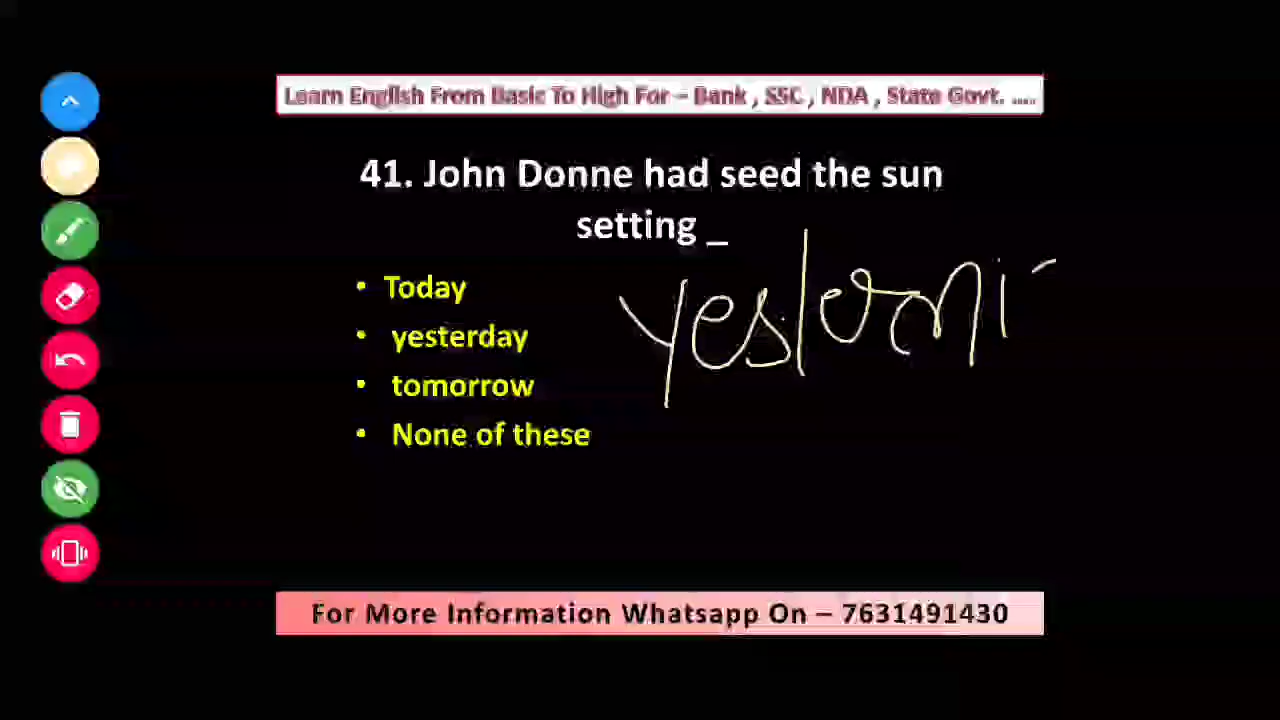 Learn English From Basic To High For – Bank , SSC , NDA , State Govt. .....
41. John Donne had seed the sun
setting _
• Today
• yesterday
• tomorrow
• None of these
yesterni
For More Information Whatsapp On – 7631491430